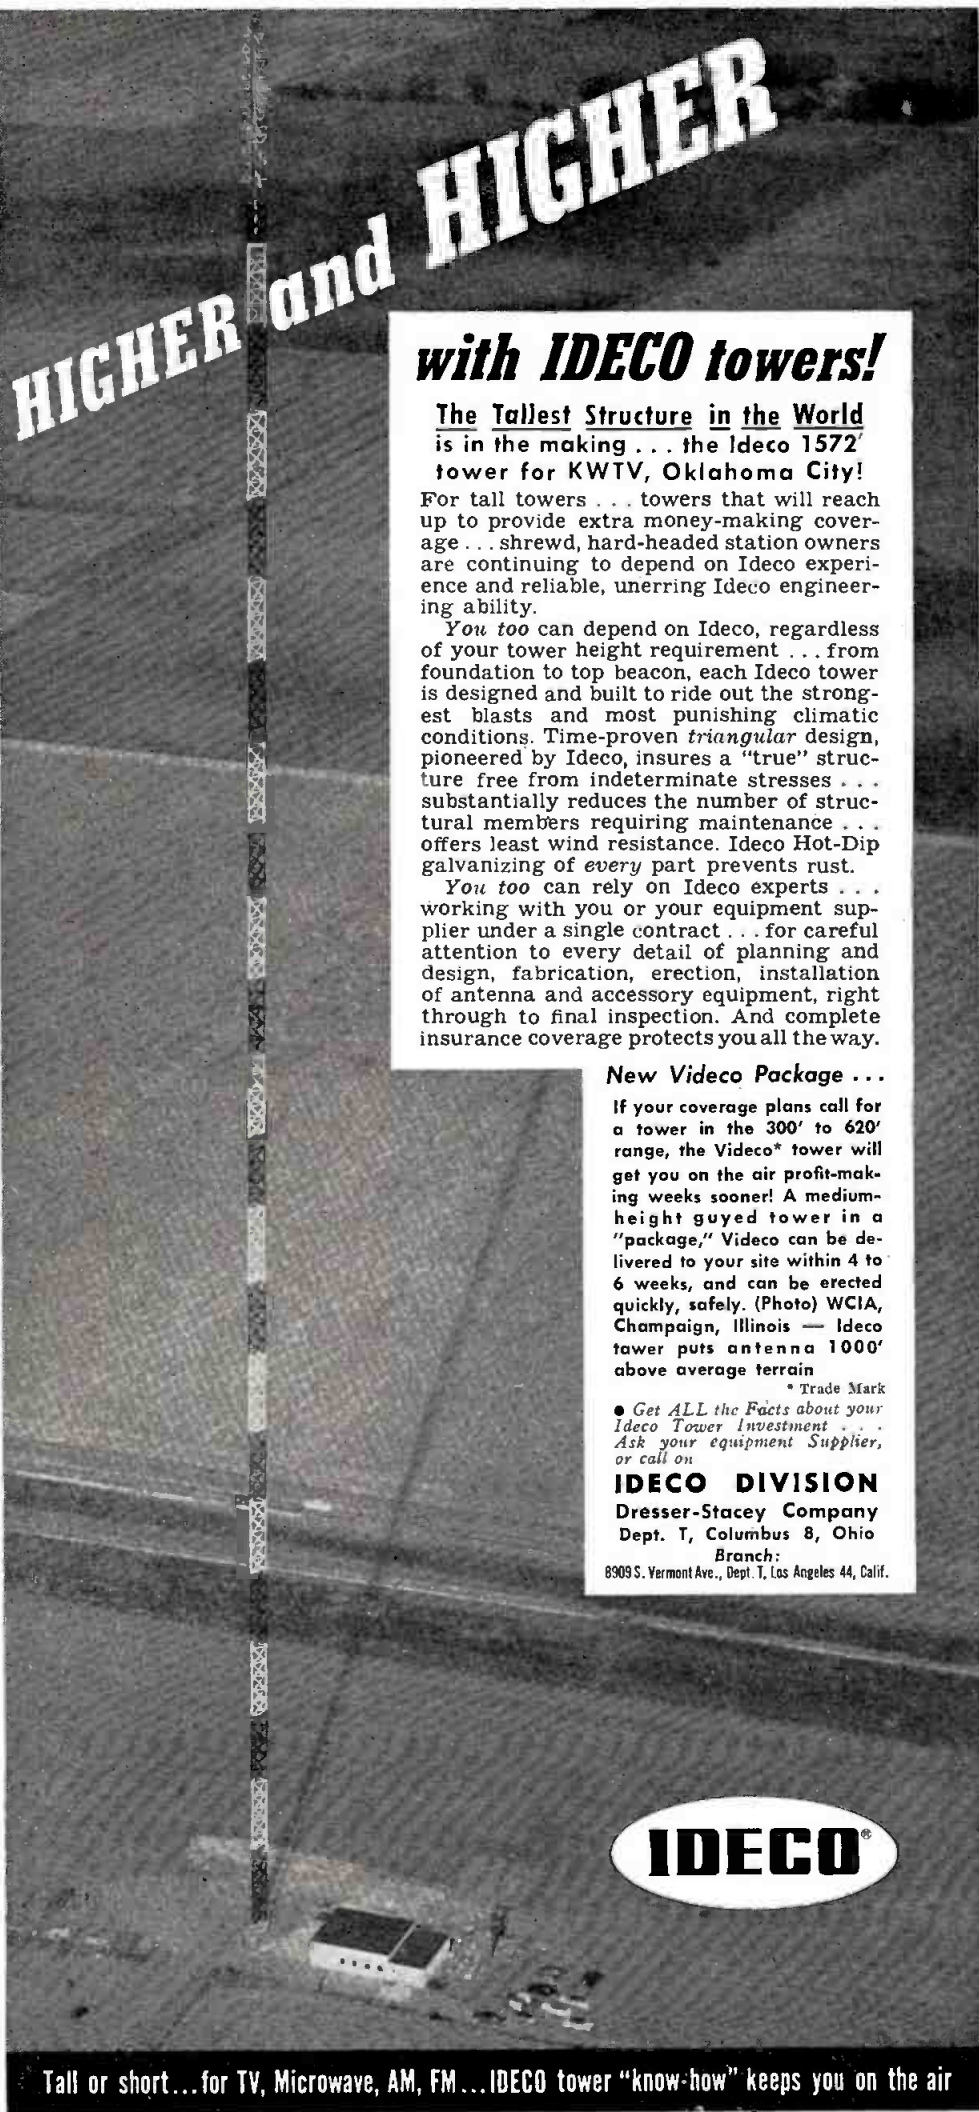 HIGHER and HIGHER
with IDECO towers!
The Tallest Structure in the World
is in the making . . . the Ideco 1572'
tower for KWTV, Oklahoma City!
For tall towers . . . towers that will reach
up to provide extra money-making cover-
age . . . shrewd, hard-headed station owners
are continuing to depend on Ideco experi-
ence and reliable, unerring Ideco engineer-
ing ability.
You too can depend on Ideco, regardless
of your tower height requirement . . . from
foundation to top beacon, each Ideco tower
is designed and built to ride out the strong-
est blasts and most punishing climatic
conditions. Time-proven triangular design,
pioneered by Ideco, insures a "true" struc-
ture free from indeterminate stresses . . .
substantially reduces the number of struc-
tural members requiring maintenance . . .
offers least wind resistance. Ideco Hot-Dip
galvanizing of every part prevents rust.
You too can rely on Ideco experts . . .
working with you or your equipment sup-
plier under a single contract . . . for careful
attention to every detail of planning and
design, fabrication, erection, installation
of antenna and accessory equipment, right
through to final inspection. And complete
insurance coverage protects you all the way.
New Videco Package . . .
If your coverage plans call for
a tower in the 300' to 620'
range, the Videco* tower will
get you on the air profit-mak-
ing weeks sooner! A medium-
height guyed tower in a
"package," Videco can be de-
livered to your site within 4 to
6 weeks, and can be erected
quickly, safely. (Photo) WCIA,
Champaign, Illinois — Ideco
tower puts antenna 1000'
above average terrain
* Trade Mark
● Get ALL the Facts about your
Ideco Tower Investment . . .
Ask your equipment Supplier,
or call on
IDECO DIVISION
Dresser-Stacey Company
Dept. T, Columbus 8, Ohio
Branch:
8909 S. Vermont Ave., Dept. T, Los Angeles 44, Calif.
IDECO®
Tall or short...for TV, Microwave, AM, FM...IDECO tower "know-how" keeps you on the air